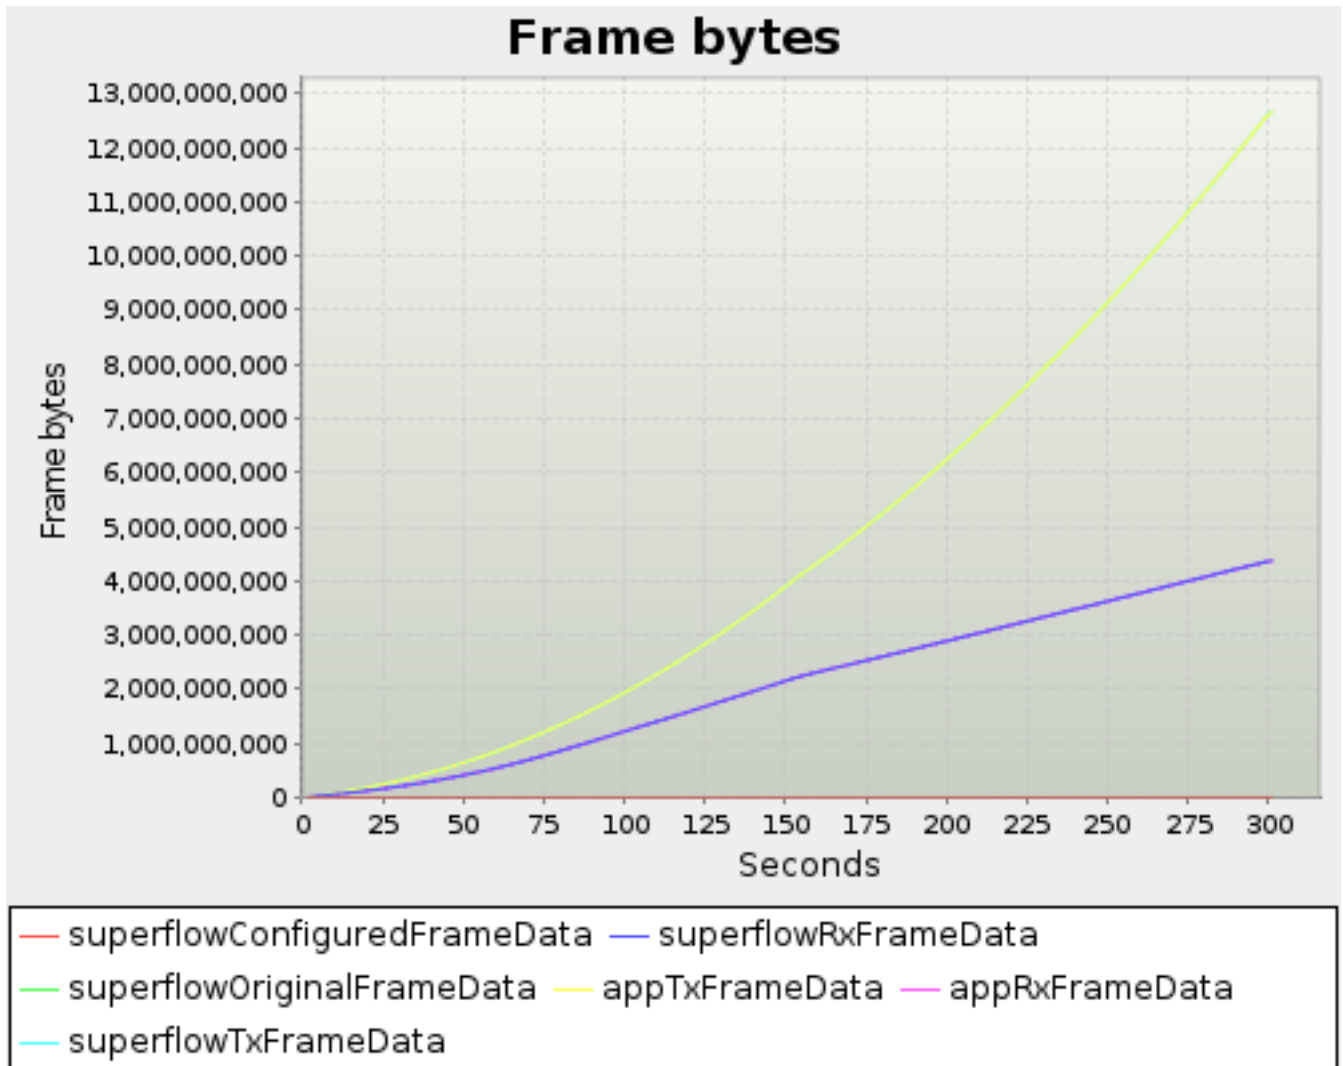 Frame bytes
13,000,000,000
12,000,000,000
11,000,000,000
10,000,000,000
9,000,000,000
8,000,000,000
7,000,000,000
6,000,000,000
5,000,000,000
4,000,000,000
3,000,000,000
2,000,000,000
1,000,000,000
0
Frame bytes
0 25 50 75 100 125 150 175 200 225 250 275 300
Seconds
superflowConfiguredFrameData superflowRxFrameData
superflowOriginalFrameData appTxFrameData appRxFrameData
superflowTxFrameData